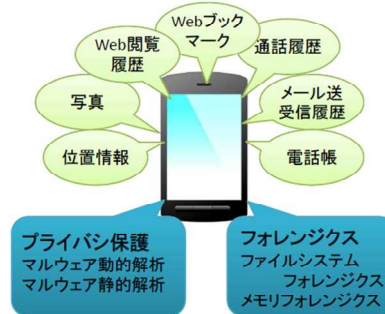 Webブック
マーク
Web閲覧
履歴
通話履歴
写真
メール送
受信履歴
位置情報
電話帳
プライバシ保護
マルウェア動的解析
マルウェア静的解析
フォレンジクス
ファイルシステム
フォレンジクス
メモリフォレンジクス